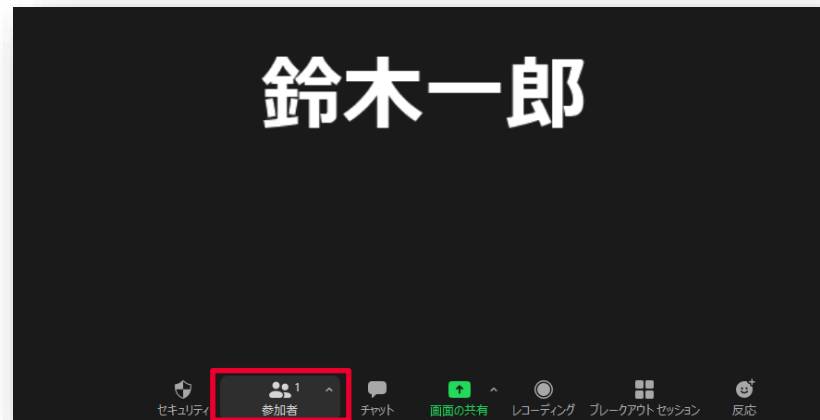 鈴木一郎
1
セキュリティ 参加者 チャット 画面の共有 レコーディング ブレークアウト セッション 反応